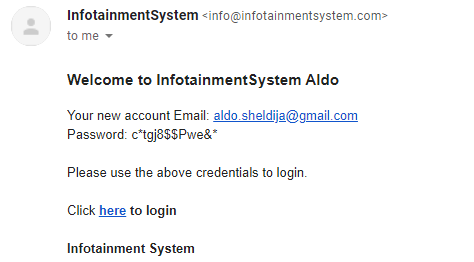 InfotainmentSystem <info@infotainmentsystem.com>
to me
Welcome to InfotainmentSystem Aldo
Your new account Email: aldo.sheldija@gmail.com
Password: c*tgj8$$Pwe&*
Please use the above credentials to login.
Click here to login
Infotainment System